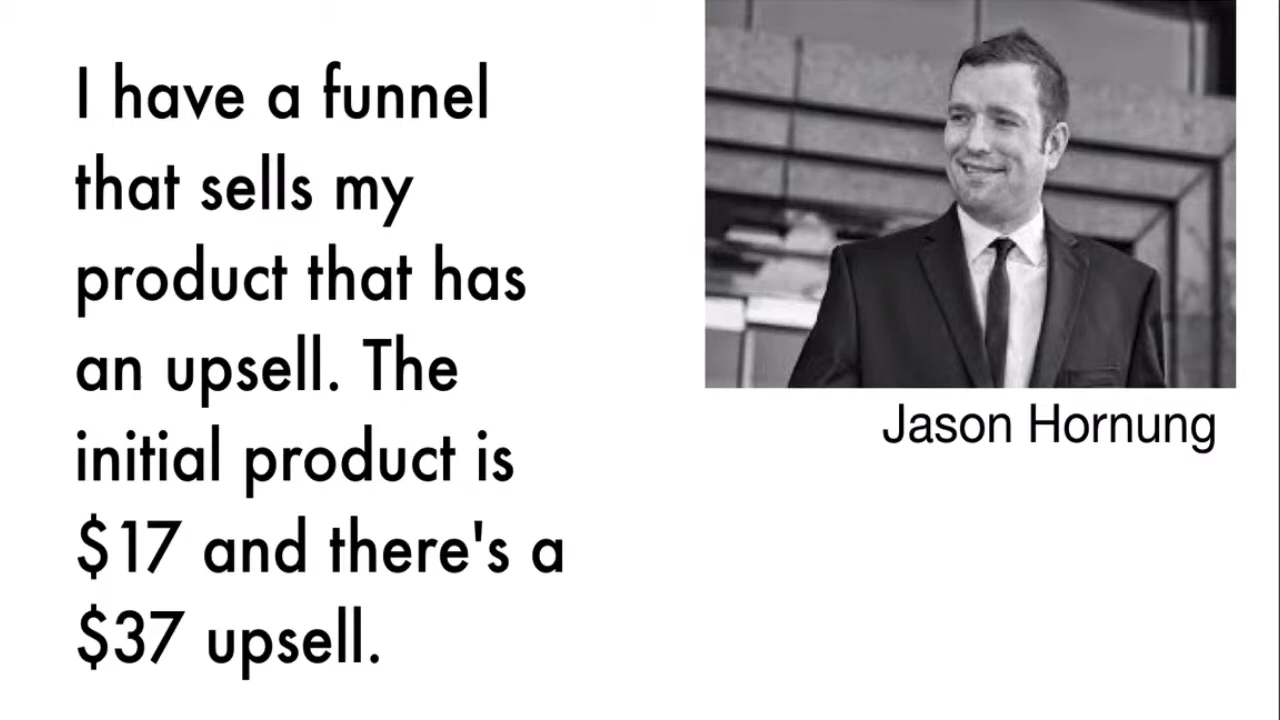 I have a funnel
that sells my
product that has
an upsell. The
initial product is
$17 and there's a
$37 upsell.
Jason Hornung